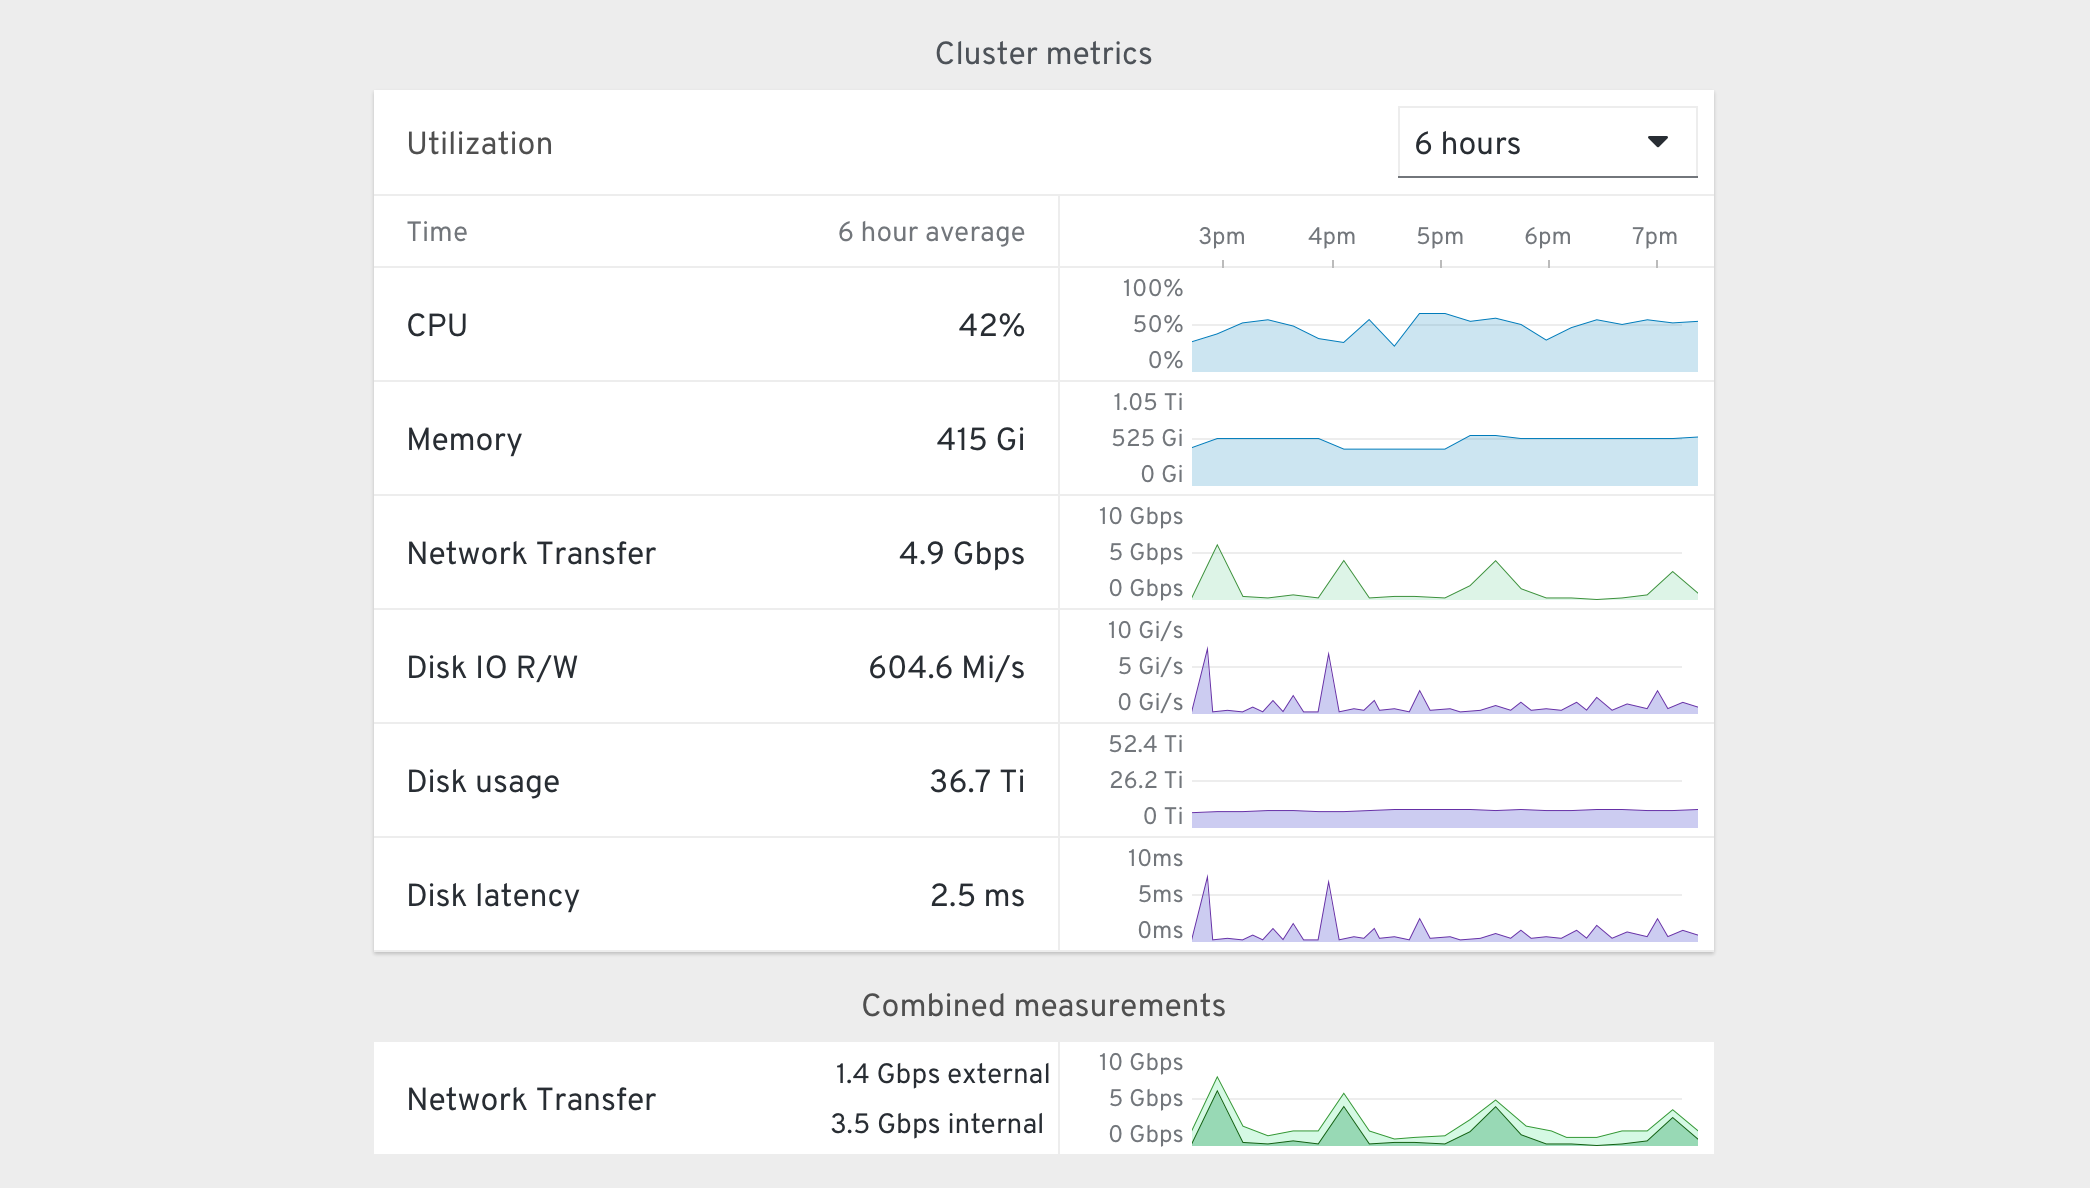 Cluster metrics
Utilization
6 hours
Time 6 hour average 3pm 4pm 5pm 6pm 7pm
CPU 42% 100% 50% 0%
Memory 415 Gi 1.05 Ti 525 Gi 0 Gi
Network Transfer 4.9 Gbps 10 Gbps 5 Gbps 0 Gbps
Disk IO R/W 604.6 Mi/s 10 Gi/s 5 Gi/s 0 Gi/s
Disk usage 36.7 Ti 52.4 Ti 26.2 Ti 0 Ti
Disk latency 2.5 ms 10ms 5ms 0ms
Combined measurements
Network Transfer
1.4 Gbps external
3.5 Gbps internal
10 Gbps
5 Gbps
0 Gbps